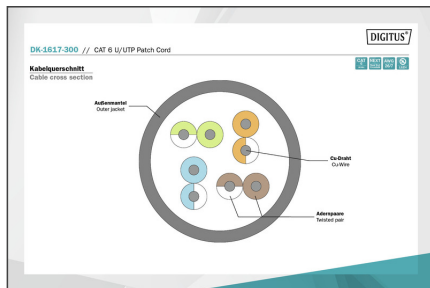 DIGITUS®
DK-1617-300 // CAT 6 U/UTP Patch Cord
Kabelquerschnitt
Cable cross section
Außenmantel
Outer jacket
Cu-Draht
Cu-Wire
Adernpaare
Twisted pair